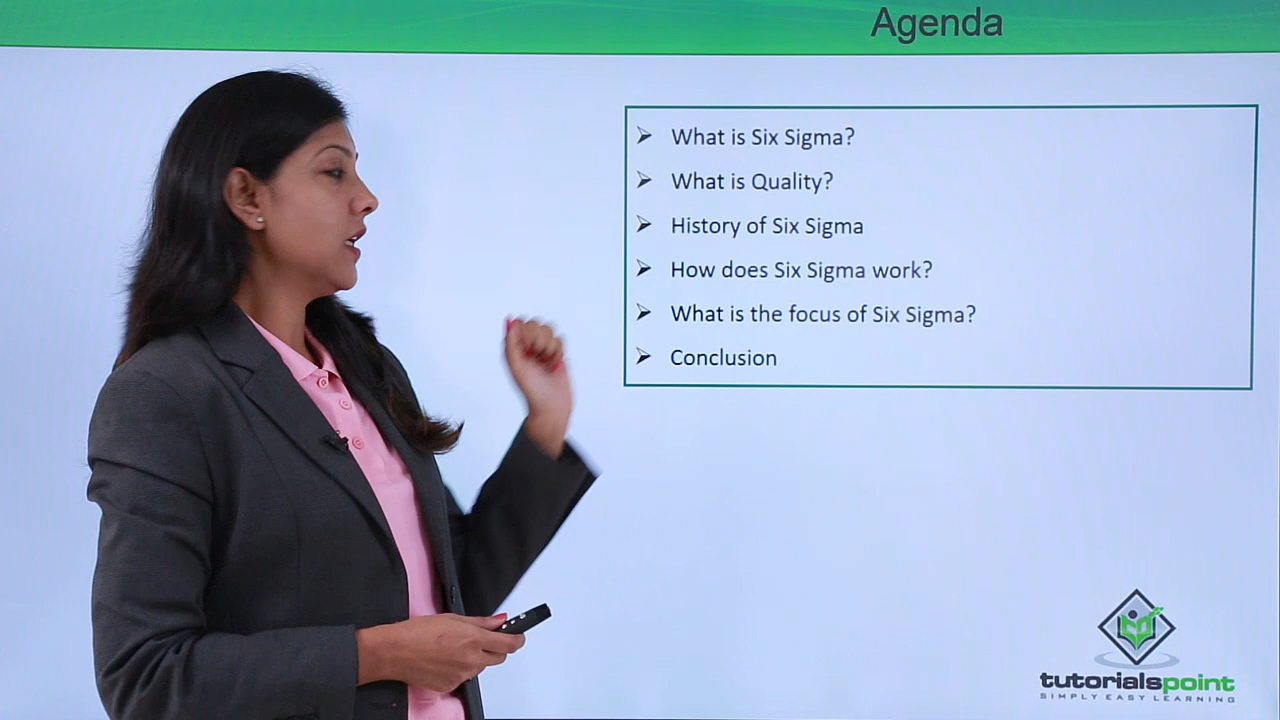 Agenda
What is Six Sigma?
What is Quality?
History of Six Sigma
How does Six Sigma work?
What is the focus of Six Sigma?
Conclusion
tutorialspoint
SIMPLY EASY LEARNING